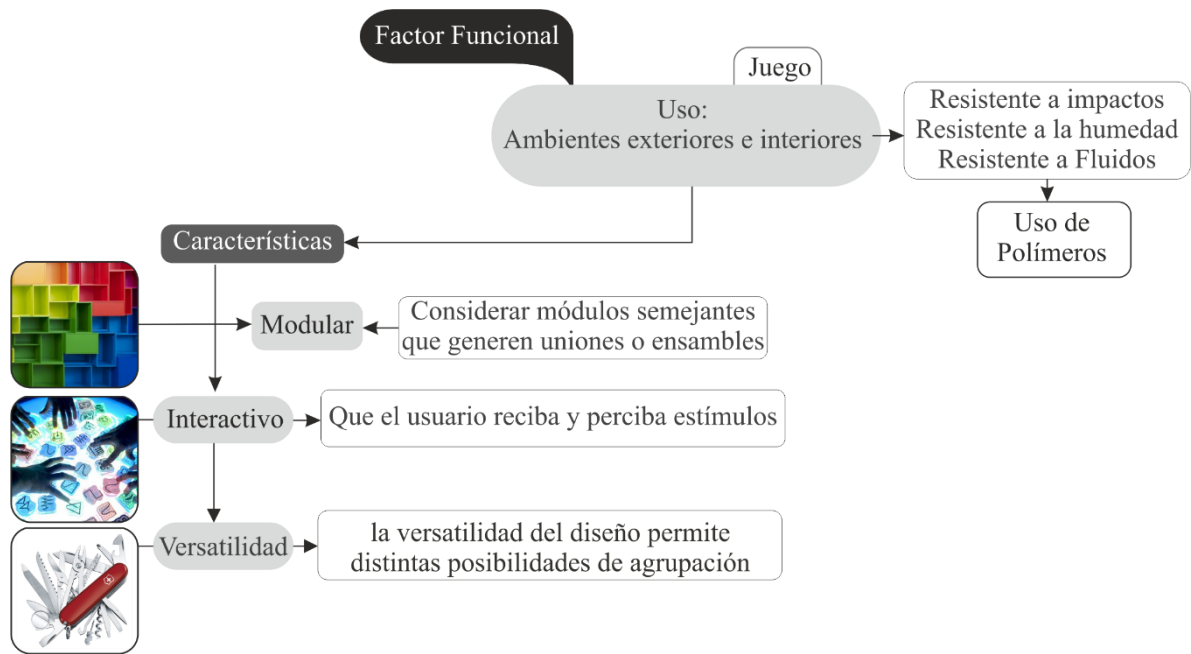 Factor Funcional
Juego
Uso:
Ambientes exteriores e interiores
Resistente a impactos
Resistente a la humedad
Resistente a Fluidos
Uso de
Polímeros
Característícas
Modular
Considerar módulos semejantes
que generen uniones o ensambles
Interactivo
Que el usuario reciba y perciba estímulos
Versatilidad
la versatilidad del diseño permite
distintas posibilidades de agrupación